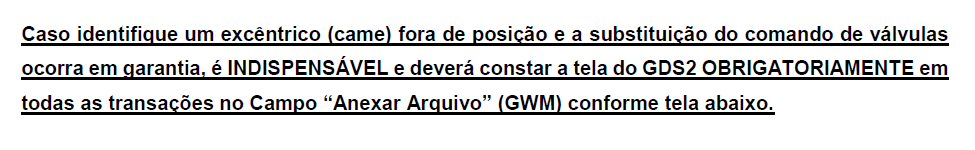 Caso identifique um excêntrico (came) fora de posição e a substituição do comando de válvulas
ocorra em garantia, é INDISPENSÁVEL e deverá constar a tela do GDS2 OBRIGATORIAMENTE em
todas as transações no Campo “Anexar Arquivo” (GWM) conforme tela abaixo.